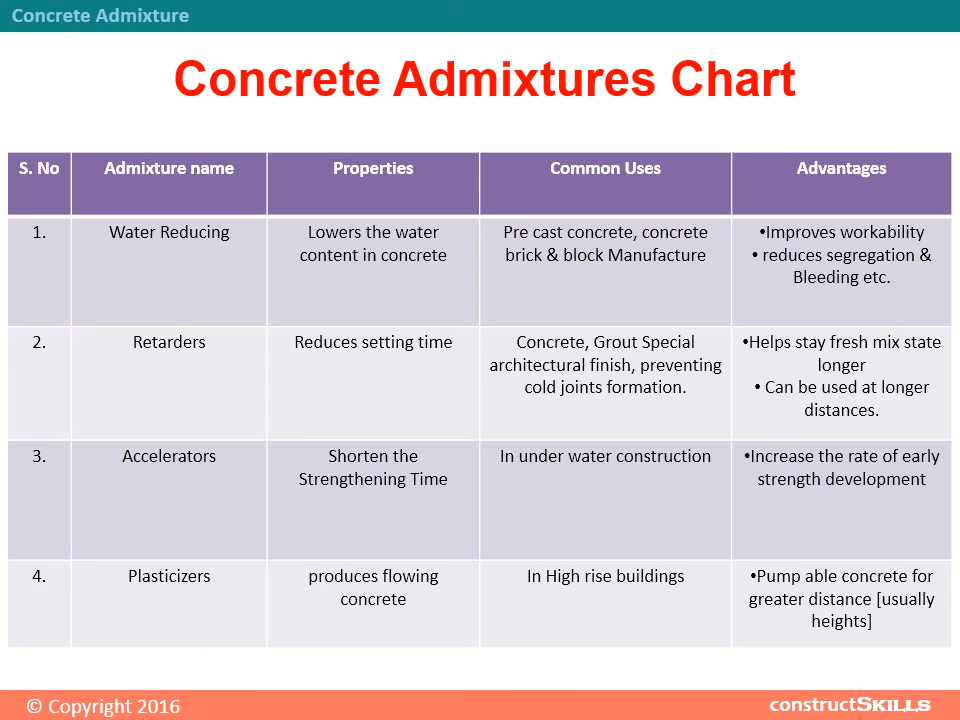 Concrete Admixture
Concrete Admixtures Chart
S. No
Admixture name
Properties
Common Uses
Advantages
1.
Water Reducing
Lowers the water
content in concrete
Pre cast concrete, concrete
brick & block Manufacture
•Improves workability
• reduces segregation &
Bleeding etc.
2.
Retarders
Reduces setting time
Concrete, Grout Special
architectural finish, preventing
cold joints formation.
•Helps stay fresh mix state
longer
• Can be used at longer
distances.
3.
Accelerators
Shorten the
Strengthening Time
In under water construction
•Increase the rate of early
strength development
4.
Plasticizers
produces flowing
concrete
In High rise buildings
•Pump able concrete for
greater distance [usually
heights]
© Copyright 2016
constructSKILLS